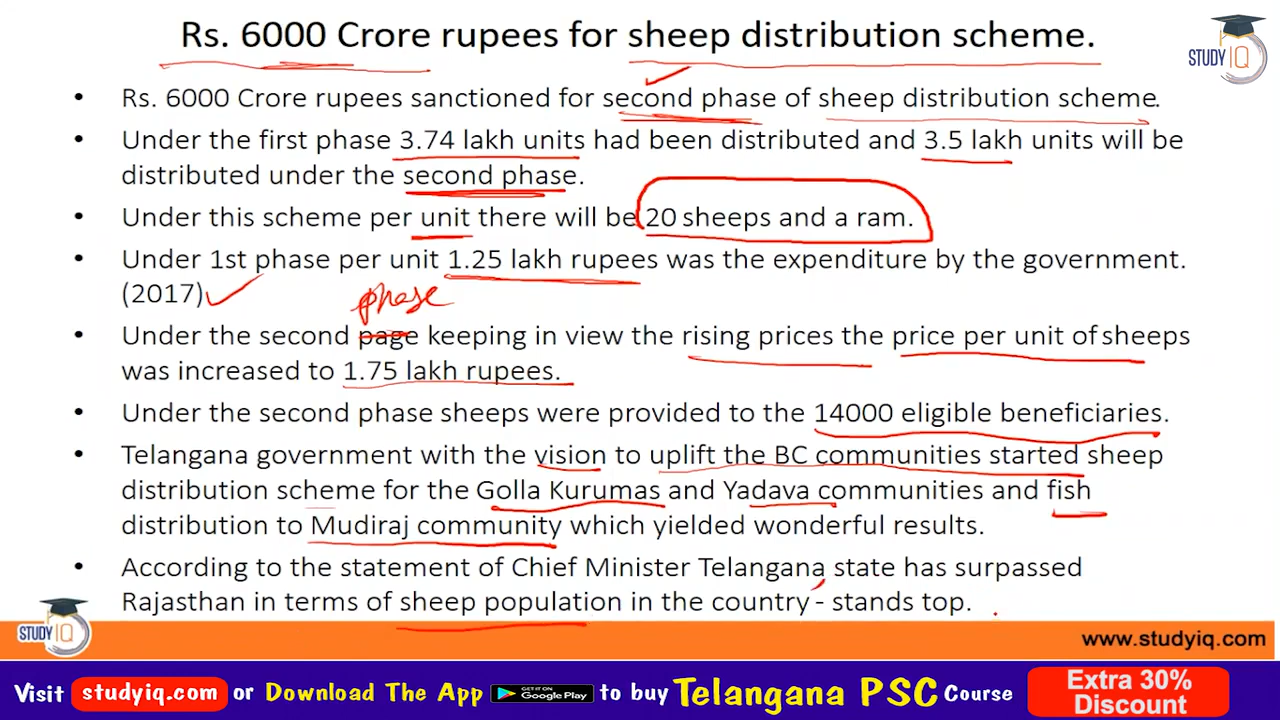 Rs. 6000 Crore rupees for sheep distribution scheme.
STUDY IQ
• Rs. 6000 Crore rupees sanctioned for second phase of sheep distribution scheme.
• Under the first phase 3.74 lakh units had been distributed and 3.5 lakh units will be
distributed under the second phase.
• Under this scheme per unit there will be 20 sheeps and a ram.
• Under 1st phase per unit 1.25 lakh rupees was the expenditure by the government.
(2017)
phase
• Under the second page keeping in view the rising prices the price per unit of sheeps
was increased to 1.75 lakh rupees.
• Under the second phase sheeps were provided to the 14000 eligible beneficiaries.
• Telangana government with the vision to uplift the BC communities started sheep
distribution scheme for the Golla Kurumas and Yadava communities and fish
distribution to Mudiraj community which yielded wonderful results.
• According to the statement of Chief Minister Telangana state has surpassed
Rajasthan in terms of sheep population in the country - stands top.
STUDY IQ
www.studyiq.com
Visit studyiq.com or Download The App GET IT ON Google Play to buy Telangana PSC Course
Extra 30%
Discount